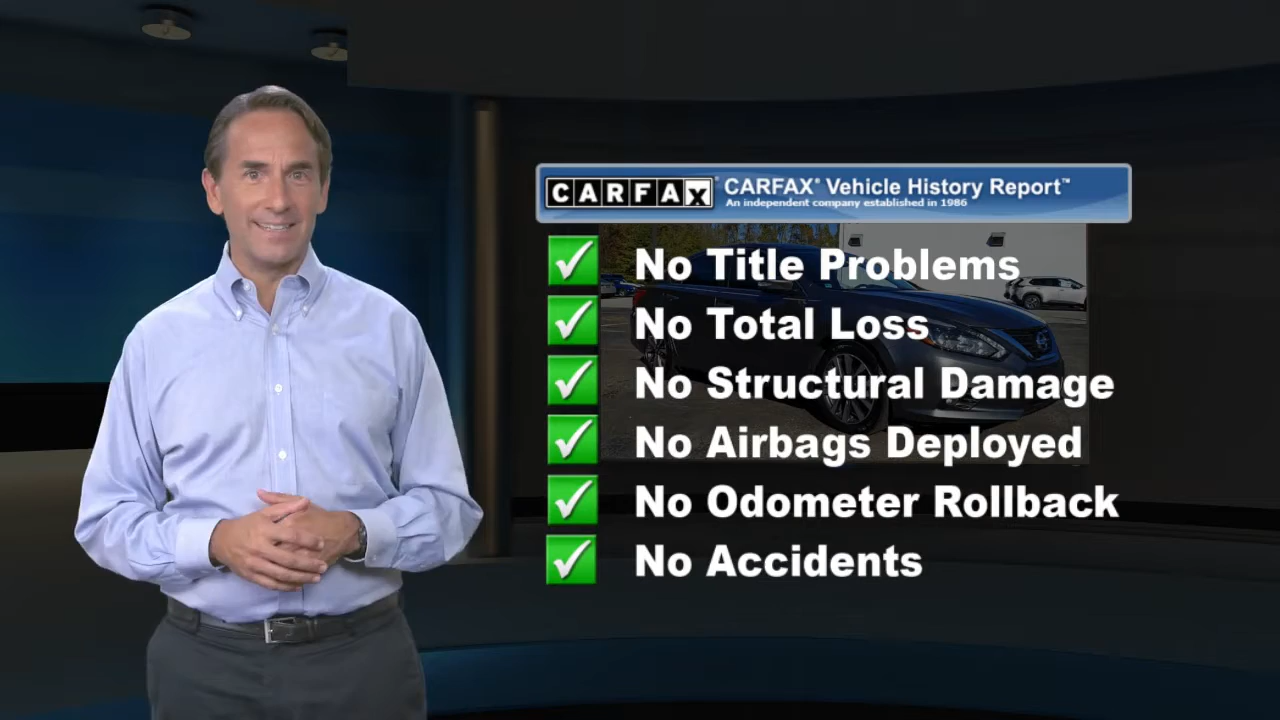 CARFAX® CARFAX® Vehicle History Report™
An independent company established in 1986
No Title Problems
No Total Loss
No Structural Damage
No Airbags Deployed
No Odometer Rollback
No Accidents